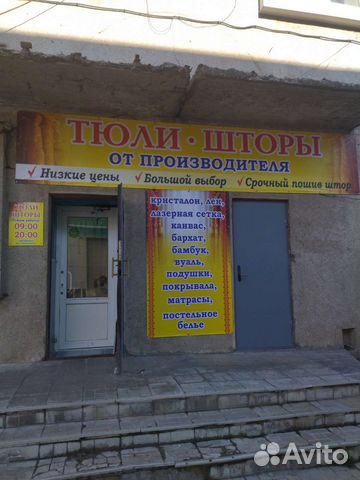 ТЮЛИ · ШТОРЫ
ОТ ПРОИЗВОДИТЕЛЯ
✓ Низкие цены ✓ Большой выбор ✓ Срочный пошив штор
ТЮЛИ
ШТОРЫ
09:00
20:00
кристалон, лен,
лазерная сетка,
канвас,
бархат,
бамбук,
вуаль,
подушки,
покрывала,
матрасы,
постельное
белье
Avito